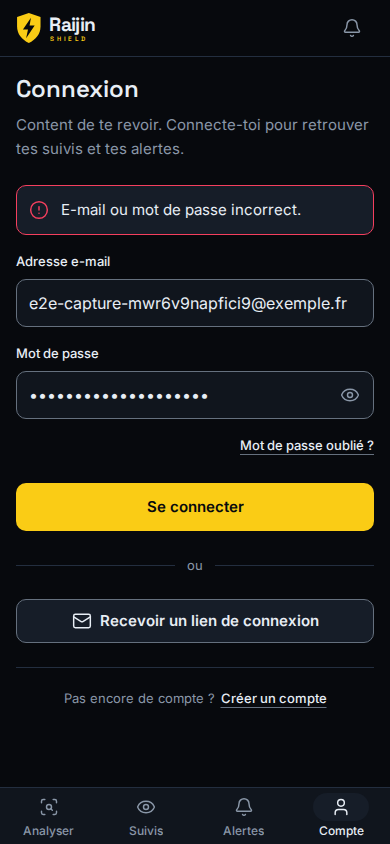 Raijin
SHIELD
Connexion
Content de te revoir. Connecte-toi pour retrouver
tes suivis et tes alertes.
E-mail ou mot de passe incorrect.
Adresse e-mail
e2e-capture-mwr6v9napfici9@exemple.fr
Mot de passe
••••••••••••••••••••
Mot de passe oublié ?
Se connecter
ou
Recevoir un lien de connexion
Pas encore de compte ? Créer un compte
Analyser Suivis Alertes Compte